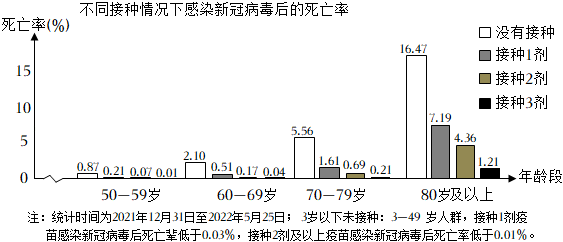 不同接种情况下感染新冠病毒后的死亡率
死亡率(%)
没有接种
接种1剂
接种2剂
接种3剂
15
10
5
0
0.87 0.21 0.07 0.01
2.10 0.51 0.17 0.04
5.56 1.61 0.69 0.21
16.47 7.19 4.36 1.21
50—59岁 60—69岁 70—79岁 80岁及以上 年龄段
注：统计时间为2021年12月31日至2022年5月25日；3岁以下未接种：3—49 岁人群，接种1剂疫
苗感染新冠病毒后死亡辈低于0.03%，接种2剂及以上疫苗感染新冠病毒后死亡率低于0.01%。